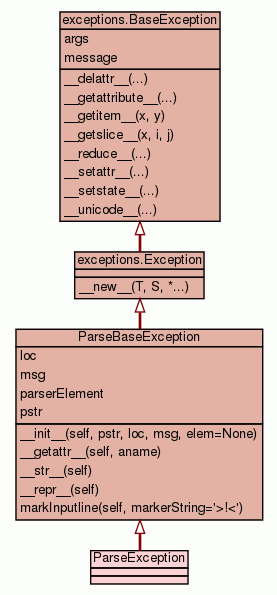 exceptions.BaseException
args
message
__delattr__(...)
__getattribute__(...)
__getitem__(x, y)
__getslice__(x, i, j)
__reduce__(...)
__setattr__(...)
__setstate__(...)
__unicode__(...)
exceptions.Exception
__new__(T, S, *...)
ParseBaseException
loc
msg
parserElement
pstr
__init__(self, pstr, loc, msg, elem=None)
__getattr__(self, aname)
__str__(self)
__repr__(self)
markInputline(self, markerString='>!<')
ParseException